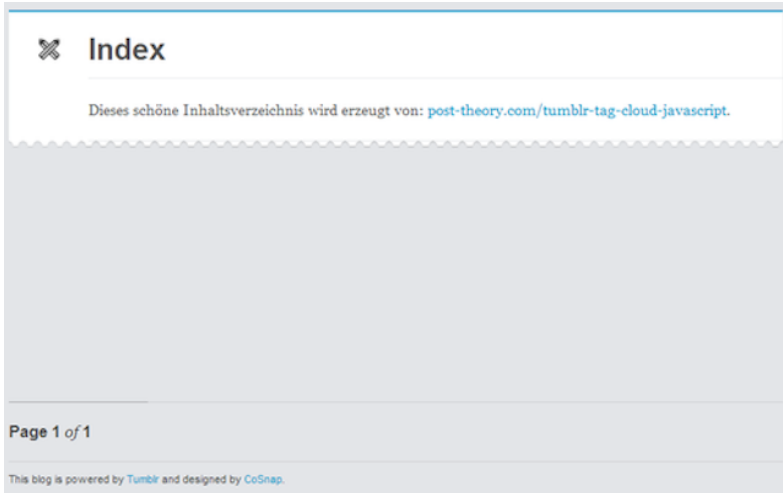 Index
Dieses schöne Inhaltsverzeichnis wird erzeugt von: post-theory.com/tumblr-tag-cloud-javascript.
Page 1 of 1
This blog is powered by Tumblr and designed by CoSnap.